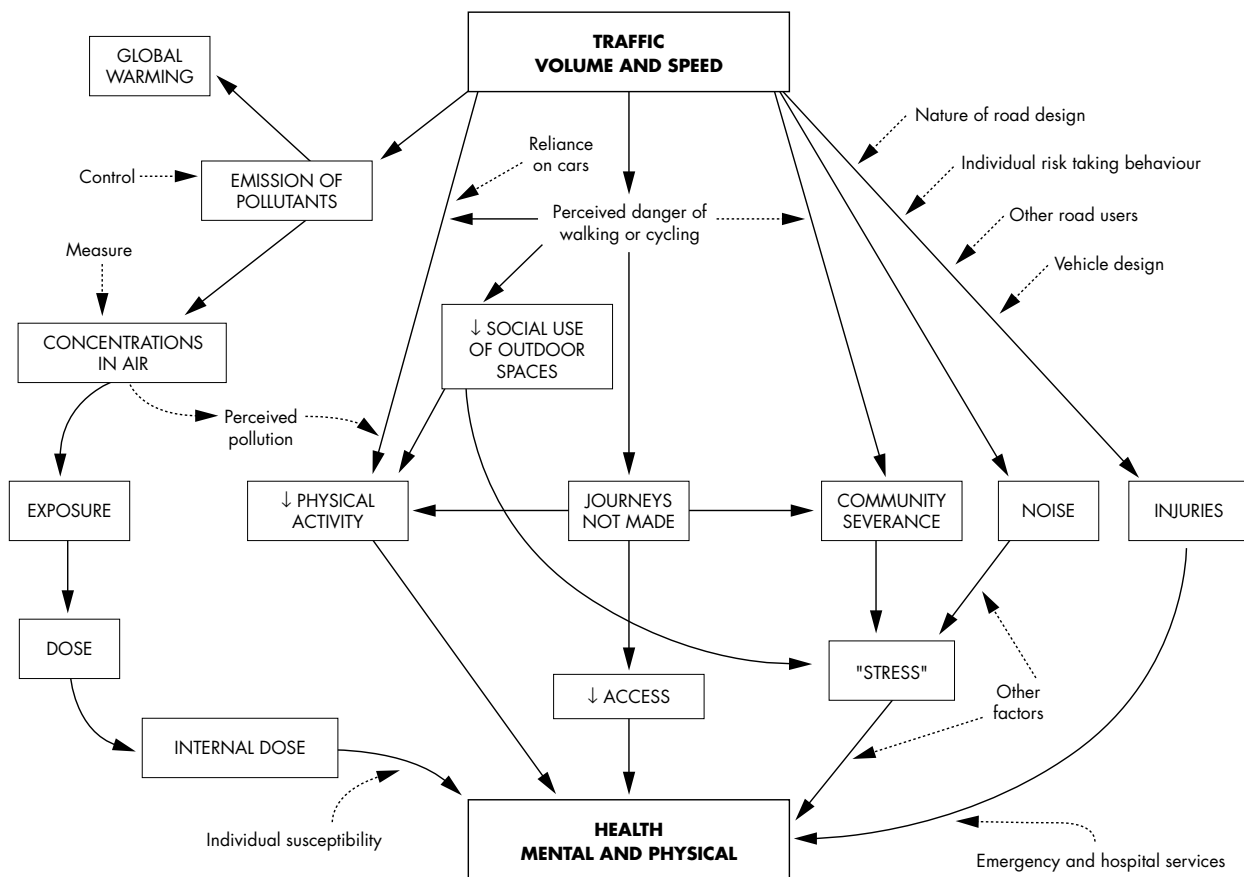 TRAFFIC
VOLUME AND SPEED
GLOBAL
WARMING
Nature of road design
Reliance
on cars
Individual risk taking behaviour
Control
EMISSION OF
POLLUTANTS
Perceived danger of
walking or cycling
Other road users
Measure
Vehicle design
CONCENTRATIONS
IN AIR
↓ SOCIAL USE
OF OUTDOOR
SPACES
Perceived
pollution
EXPOSURE
↓ PHYSICAL
ACTIVITY
JOURNEYS
NOT MADE
COMMUNITY
SEVERANCE
NOISE
INJURIES
DOSE
"STRESS"
↓ ACCESS
Other
factors
INTERNAL DOSE
Individual susceptibility
HEALTH
MENTAL AND PHYSICAL
Emergency and hospital services